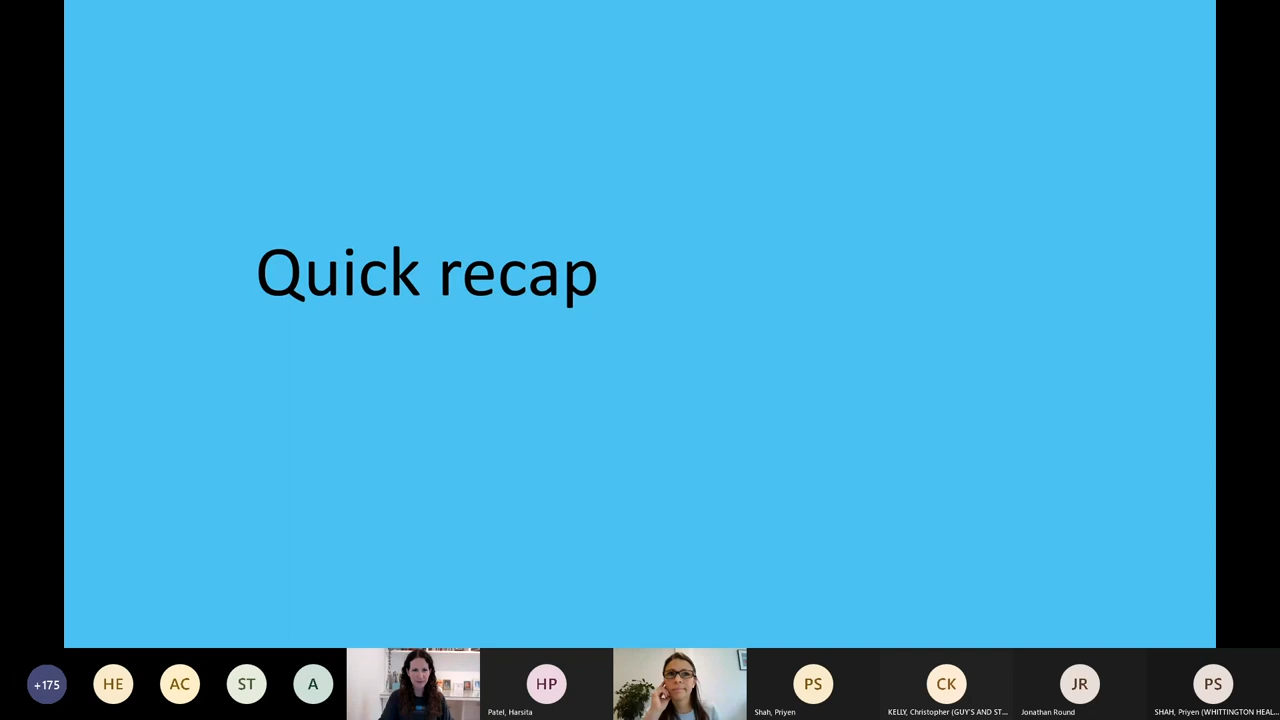 Quick recap
+175
HE
AC
ST
A
HP
Patel, Harsita
PS
Shah, Priyen
CK
KELLY, Christopher (GUY'S AND ST...
JR
Jonathan Round
PS
SHAH, Priyen (WHITTINGTON HEAL...